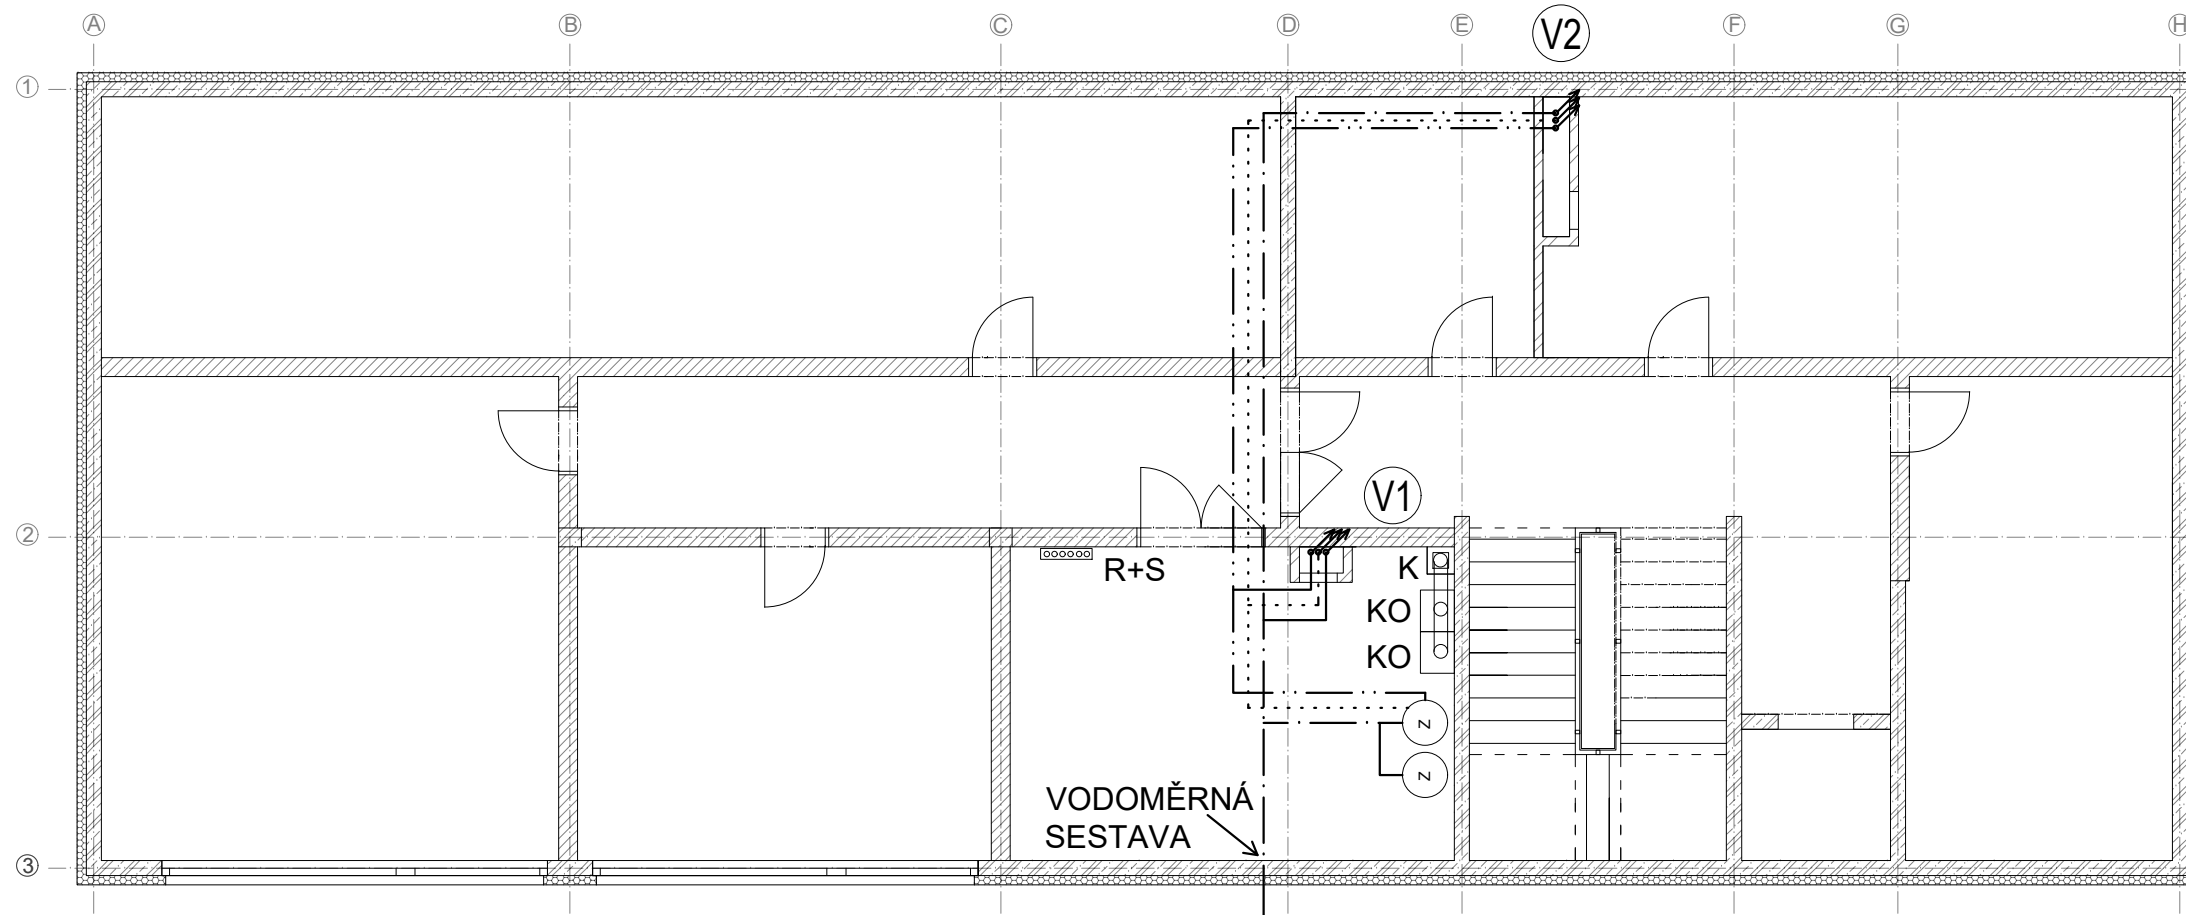 A B C D E F G H
V2
1
V1
2
R+S
K
KO
KO
Z
Z
VODOMĚRNÁ
SESTAVA
3